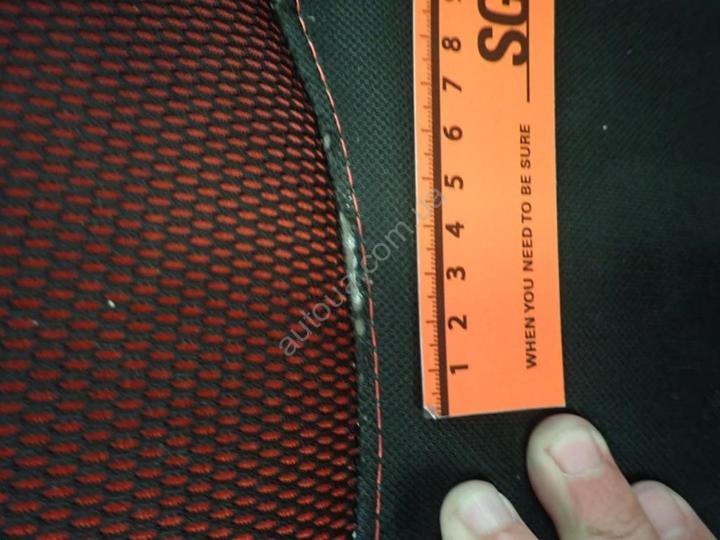 SG
WHEN YOU NEED TO BE SURE
1 2 3 4 5 6 7 8
autoua.com.ua